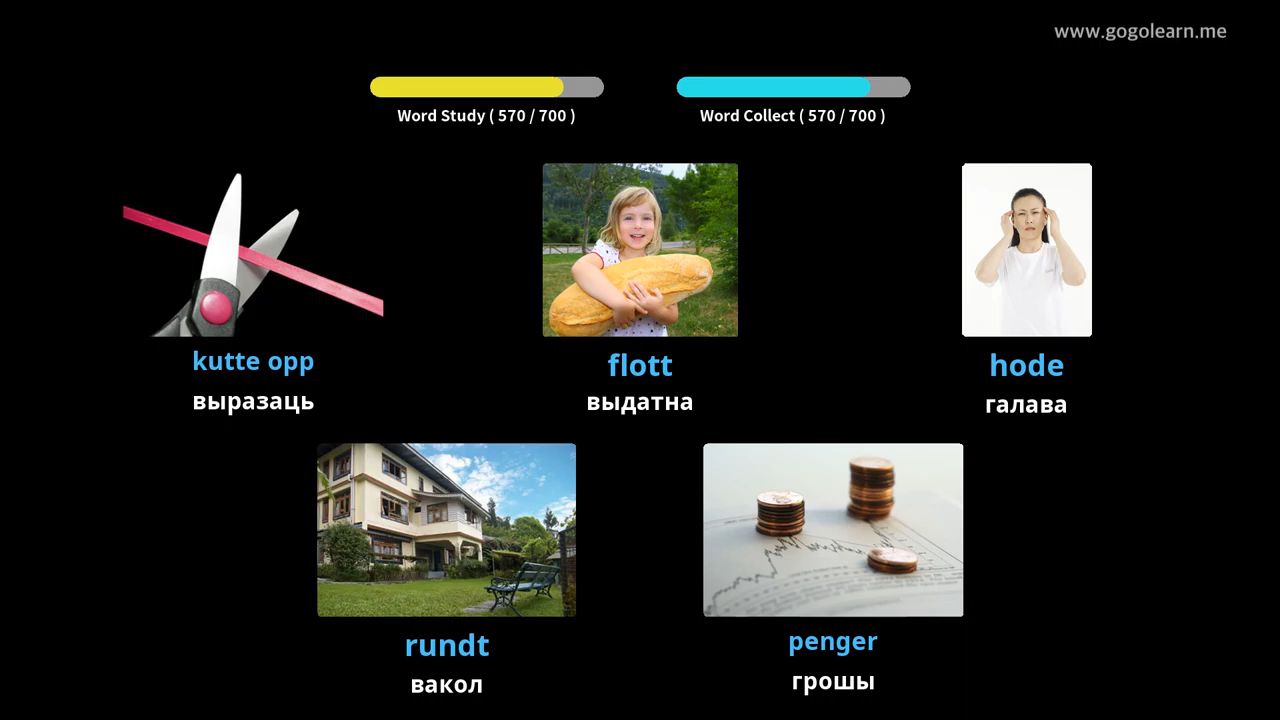 www.gogolearn.me
Word Study ( 570 / 700 )
Word Collect ( 570 / 700 )
kutte opp
выразаць
flott
выдатна
hode
галава
rundt
вакол
penger
грошы